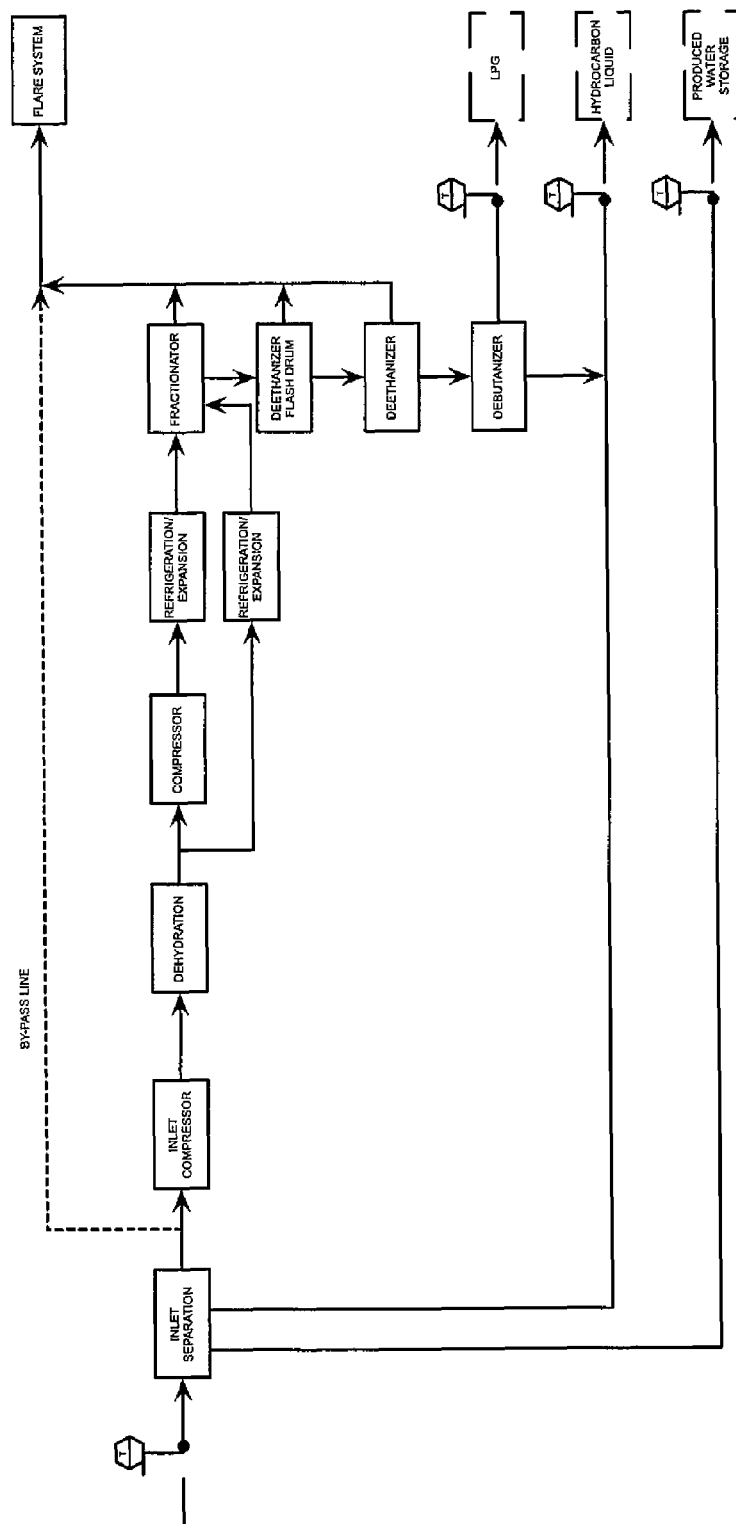 FLARE SYSTEM
LPG
HYDROCARBON
LIQUID
PRODUCED
WATER
STORAGE
T
T
T
FRACTIONATOR
DEETHANIZER
FLASH DRUM
DEETHANIZER
DEBUTANIZER
REFRIGERATION/
EXPANSION
REFRIGERATION/
EXPANSION
COMPRESSOR
DEHYDRATION
BY-PASS LINE
INLET
COMPRESSOR
INLET
SEPARATION
T